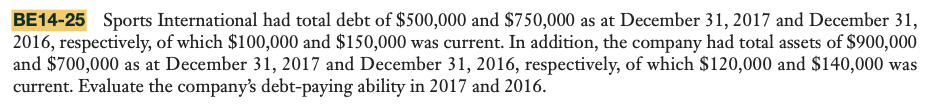 BE14-25 Sports International had total debt of $500,000 and $750,000 as at December 31, 2017 and December 31,
2016, respectively, of which $100,000 and $150,000 was current. In addition, the company had total assets of $900,000
and $700,000 as at December 31, 2017 and December 31, 2016, respectively, of which $120,000 and $140,000 was
current. Evaluate the company’s debt-paying ability in 2017 and 2016.